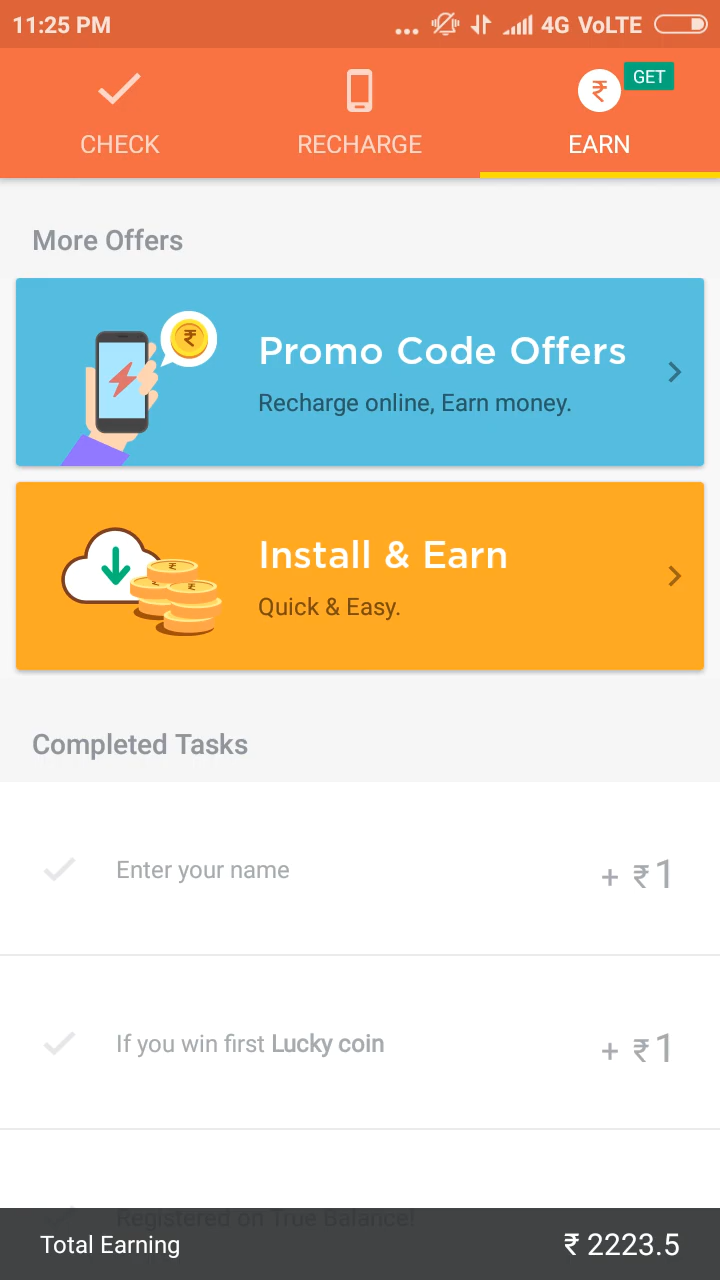 11:25 PM
... 4G VoLTE
GET
CHECK
RECHARGE
₹
EARN
More Offers
₹
Promo Code Offers
Recharge online, Earn money.
Install & Earn
Quick & Easy.
Completed Tasks
Enter your name
+ ₹1
If you win first Lucky coin
+ ₹1
Registered on True Balance!
Total Earning
₹ 2223.5